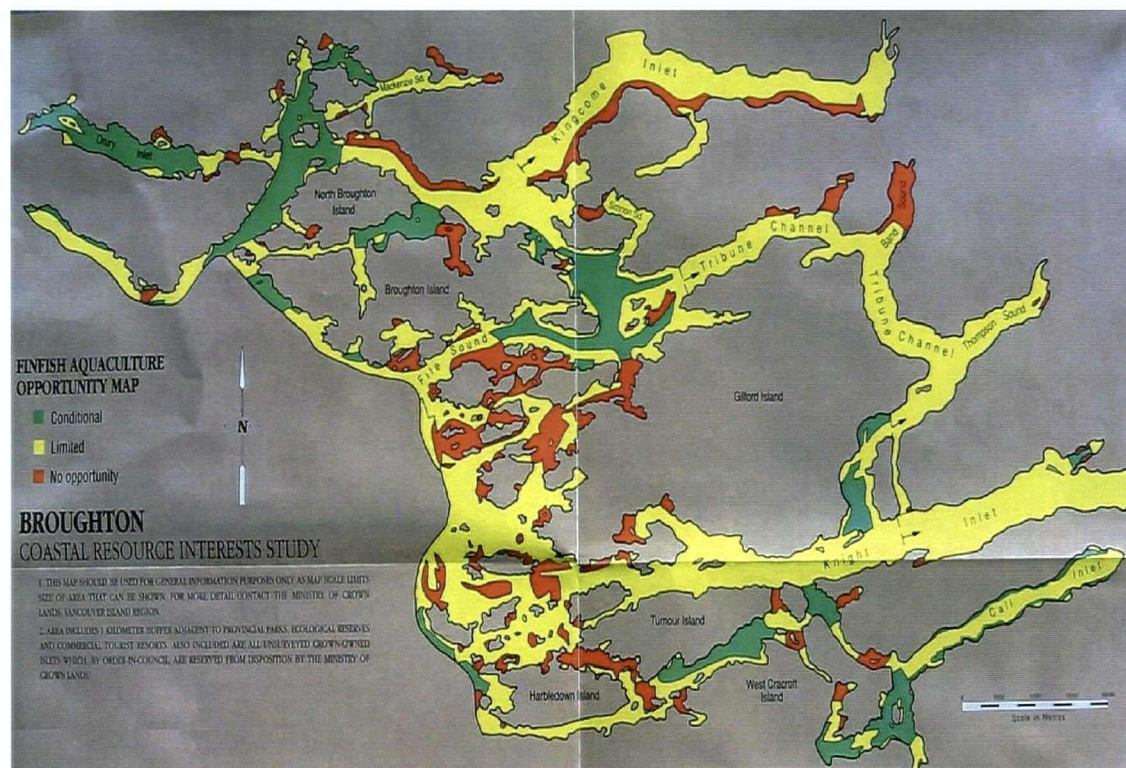 Inlet
Kingcome
Mackenzie Sd.
Drury Inlet
North Broughton
Island
Simoon Sd.
Sound
Bond
Tribune Channel
Broughton Island
Tribune
Channel
Thompson Sound
Fife Sound
Gilford Island
FINFISH AQUACULTURE
OPPORTUNITY MAP
Conditional
Limited
No opportunity
N
BROUGHTON
COASTAL RESOURCE INTERESTS STUDY
1. THIS MAP SHOULD BE USED FOR GENERAL INFORMATION PURPOSES ONLY AS MAP SCALE LIMITS
SIZE OF AREA THAT CAN BE SHOWN. FOR MORE DETAIL CONTACT THE MINISTRY OF CROWN
LANDS, VANCOUVER ISLAND REGION.
2. AREA INCLUDES 1 KILOMETER BUFFER ADJACENT TO PROVINCIAL PARKS, ECOLOGICAL RESERVES
AND COMMERCIAL TOURIST RESORTS. ALSO INCLUDED ARE ALL UNSURVEYED CROWN-OWNED
ISLETS WHICH, BY ORDER-IN-COUNCIL, ARE RESERVED FROM DISPOSITION BY THE MINISTRY OF
CROWN LANDS.
Knight Inlet
Call Inlet
Turnour Island
Harbledown Island
West Cracroft
Island
Scale in Metres